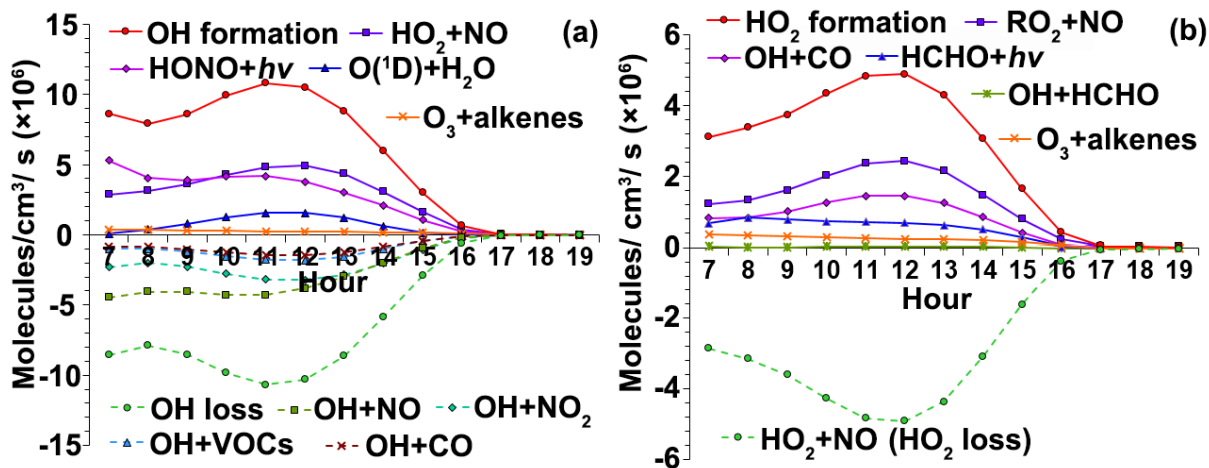 OH formation HO₂+NO (a)
HONO+hν O(¹D)+H₂O
O₃+alkenes
15
10
5
0
-5
-10
-15
Molecules/cm³/ s (×10⁶)
7 8 9 10 11 12 13 14 15 16 17 18 19
Hour
OH loss OH+NO OH+NO₂
OH+VOCs OH+CO
HO₂ formation RO₂+NO (b)
OH+CO HCHO+hν
OH+HCHO
O₃+alkenes
6
4
2
0
-2
-4
-6
Molecules/ cm³/ s (×10⁶)
7 8 9 10 11 12 13 14 15 16 17 18 19
Hour
HO₂+NO (HO₂ loss)